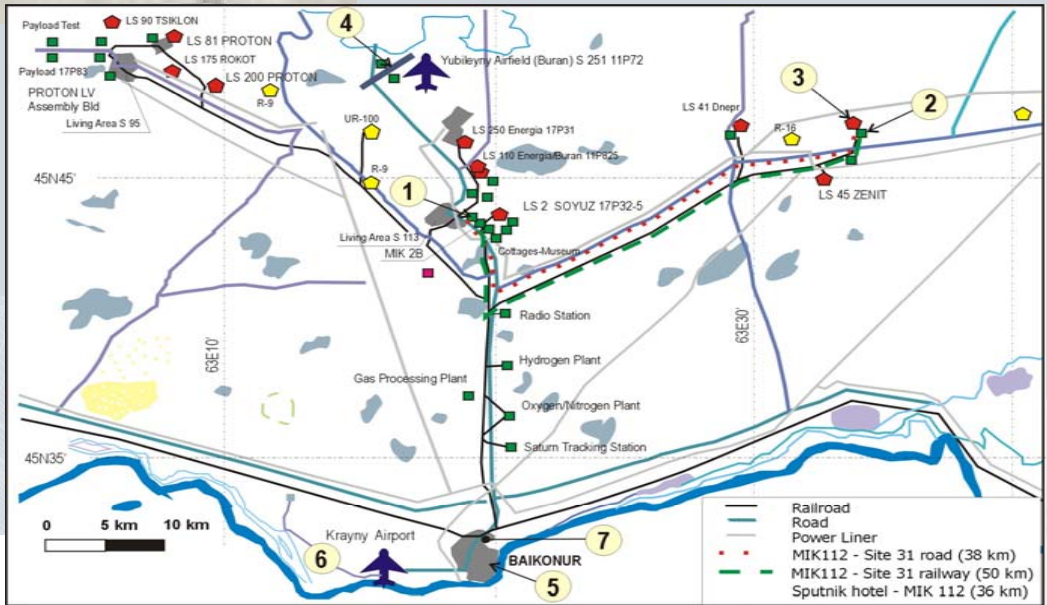 LS 90 TSIKLON
Payload Test
LS 81 PROTON
LS 175 ROKOT
Payload 17P83
LS 200 PROTON
PROTON LV
Assembly Bld
Living Area S 95
R-9
UR-100
R-9
4
Yubileyny Airfield (Buran) S 251 11P72
LS 250 Energia 17P31
LS 110 Energia/Buran 11P825
1
LS 2 SOYUZ 17P32-5
Living Area S 113
MIK 2B
Cottages-Museum
3
2
LS 41 Dnepr
R-16
LS 45 ZENIT
45N45'
63E10'
63E30'
Radio Station
Hydrogen Plant
Gas Processing Plant
Oxygen/Nitrogen Plant
Saturn Tracking Station
45N35'
0 5 km 10 km
Krayny Airport
6
7
BAIKONUR
5
Railroad
Road
Power Liner
MIK112 - Site 31 road (38 km)
MIK112 - Site 31 railway (50 km)
Sputnik hotel - MIK 112 (36 km)